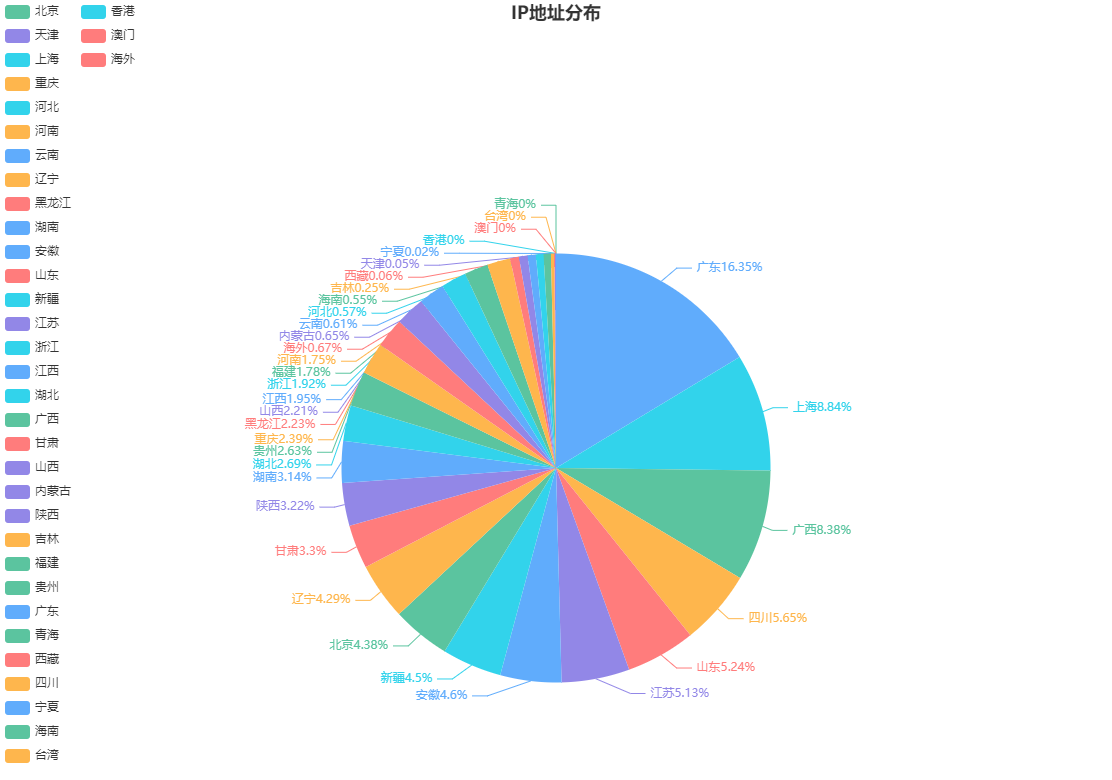 IP地址分布
北京
天津
上海
重庆
河北
河南
云南
辽宁
黑龙江
湖南
安徽
山东
新疆
江苏
浙江
江西
湖北
广西
甘肃
山西
内蒙古
陕西
吉林
福建
贵州
广东
青海
西藏
四川
宁夏
海南
台湾
香港
澳门
海外
青海0%
台湾0%
澳门0%
香港0%
宁夏0.02%
天津0.05%
西藏0.06%
吉林0.25%
海南0.55%
河北0.57%
云南0.61%
内蒙古0.65%
海外0.67%
河南1.75%
福建1.78%
浙江1.92%
江西1.95%
山西2.21%
黑龙江2.23%
重庆2.39%
贵州2.63%
湖北2.69%
湖南3.14%
陕西3.22%
甘肃3.3%
辽宁4.29%
北京4.38%
新疆4.5%
安徽4.6%
广东16.35%
上海8.84%
广西8.38%
四川5.65%
山东5.24%
江苏5.13%